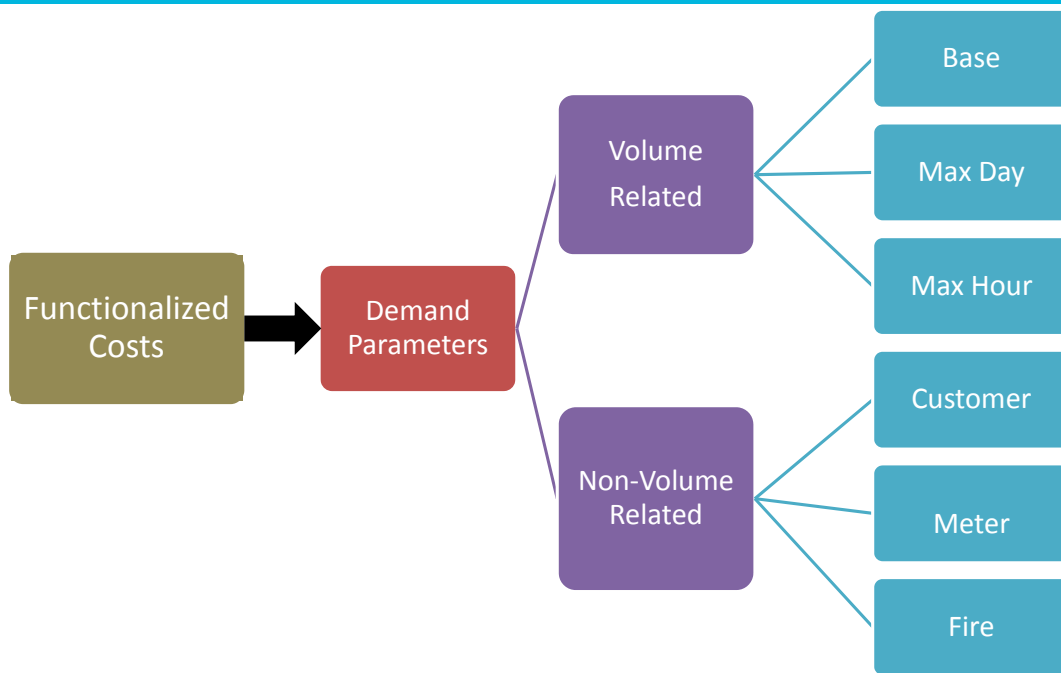 Functionalized
Costs
Demand
Parameters
Volume
Related
Non-Volume
Related
Base
Max Day
Max Hour
Customer
Meter
Fire